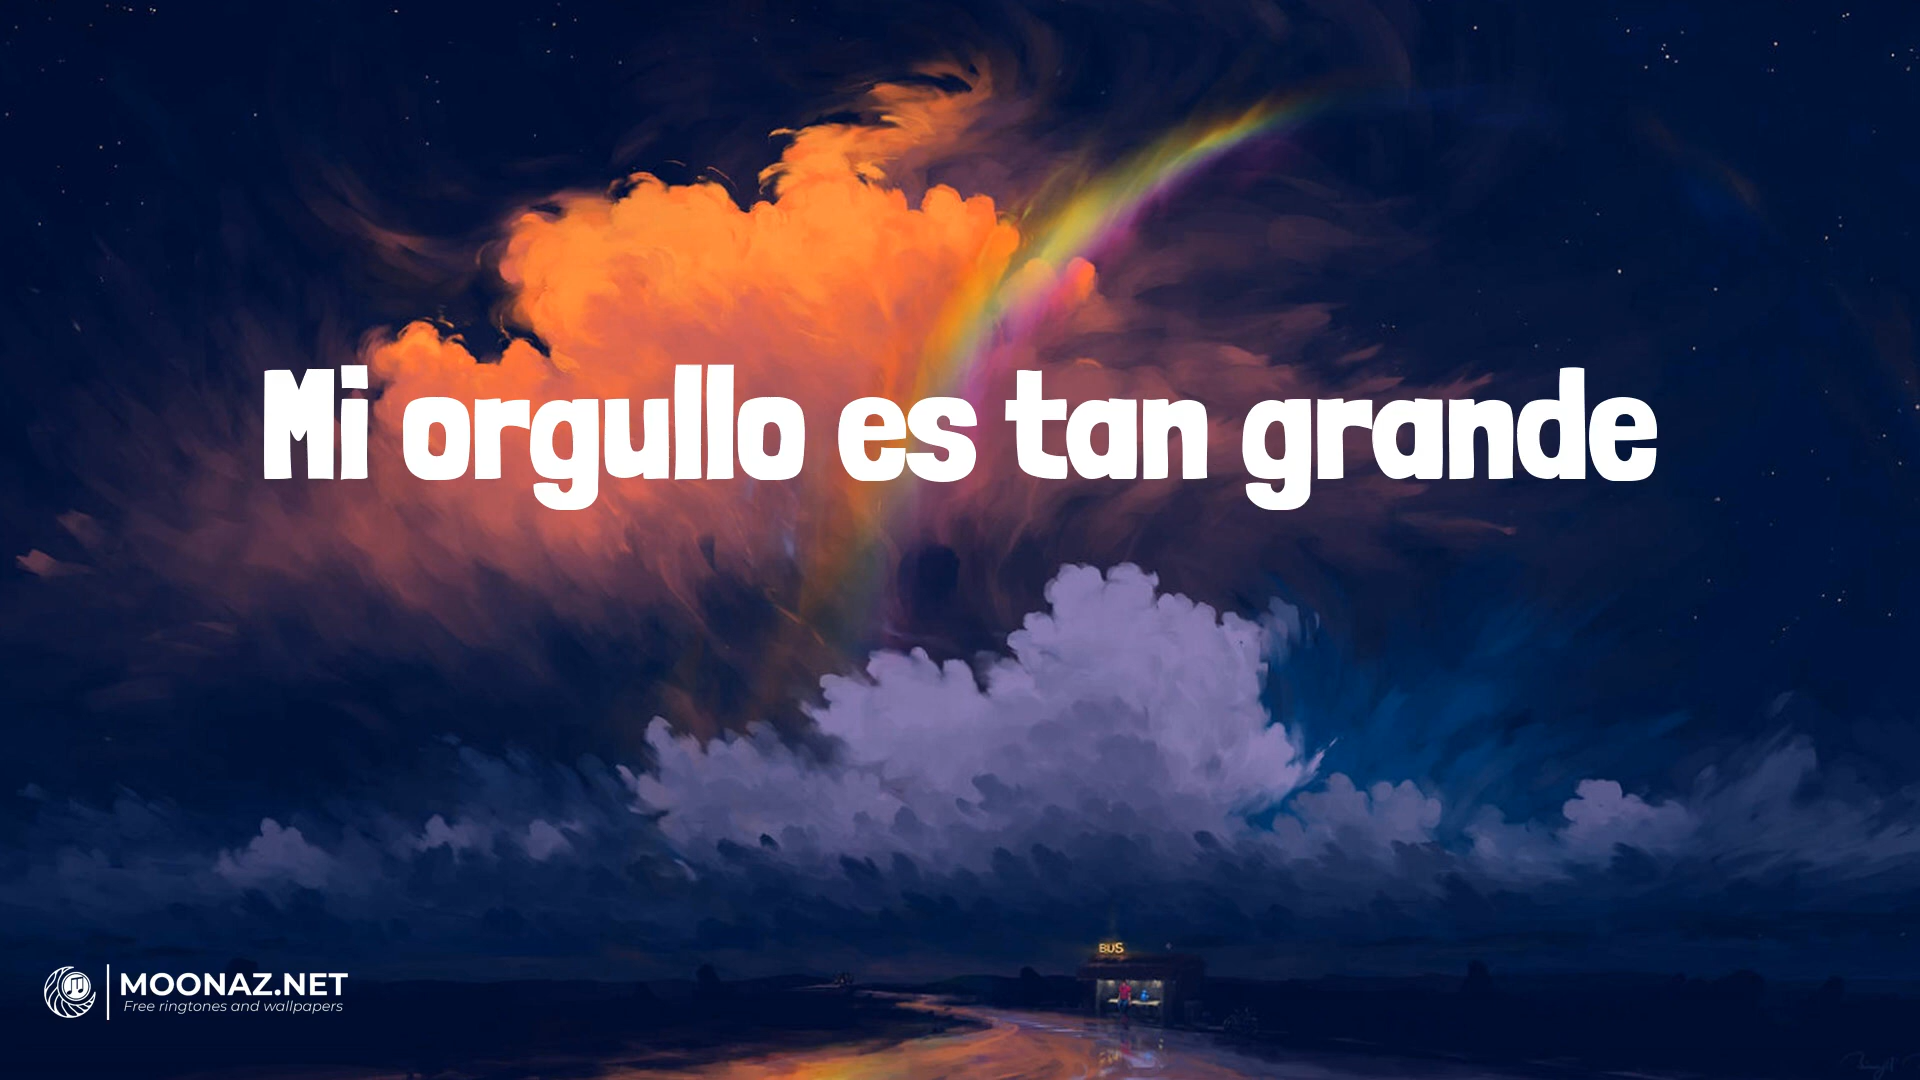 Mi orgullo es tan grande
BUS
MOONAZ.NET
Free ringtones and wallpapers